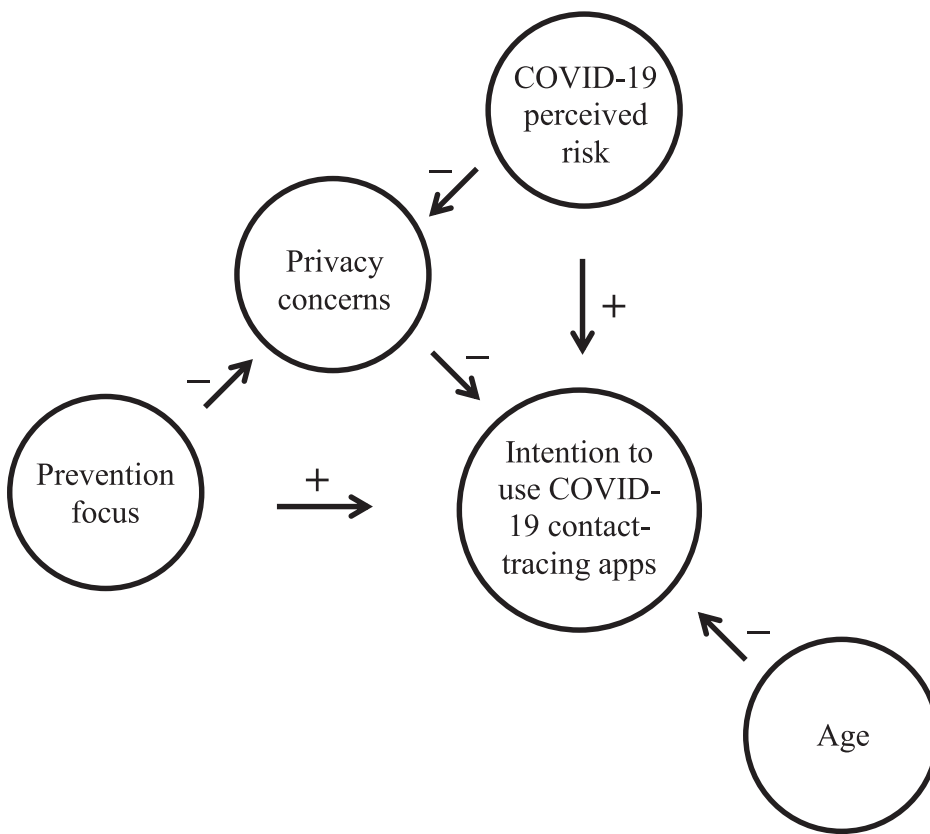 COVID-19
perceived
risk
−
Privacy
concerns
+
−
−
Prevention
focus
+
Intention to
use COVID-
19 contact-
tracing apps
−
Age